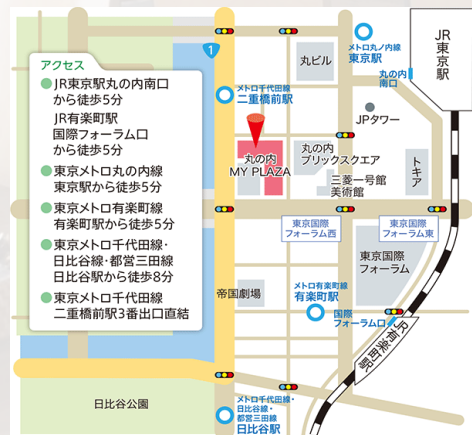 アクセス
JR東京駅丸の内南口
から徒歩5分
JR有楽町駅
国際フォーラム口
から徒歩5分
東京メトロ丸の内線
東京駅から徒歩5分
東京メトロ有楽町線
有楽町駅から徒歩5分
東京メトロ千代田線・
日比谷線・都営三田線
日比谷駅から徒歩8分
東京メトロ千代田線
二重橋前駅3番出口直結
1
丸ビル
メトロ丸ノ内線
東京駅
JR東京駅
丸の内
南口
メトロ千代田線
二重橋前駅
JPタワー
丸の内
MY PLAZA
丸の内
ブリックスクエア
三菱一号館
美術館
トキア
東京国際
フォーラム西
東京国際
フォーラム東
東京国際
フォーラム
帝国劇場
メトロ有楽町線
有楽町駅
国際
フォーラム口
JR有楽町駅
日比谷公園
メトロ千代田線・
日比谷線・
都営三田線
日比谷駅